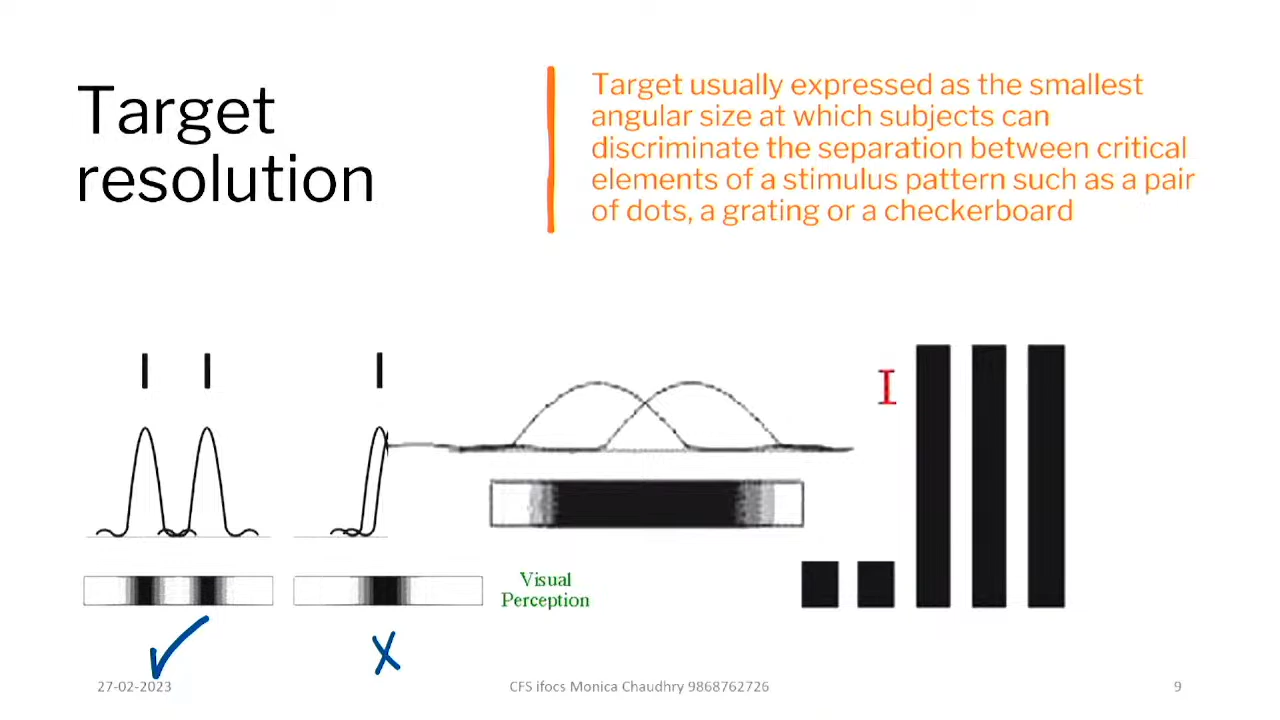 Target
resolution
Target usually expressed as the smallest
angular size at which subjects can
discriminate the separation between critical
elements of a stimulus pattern such as a pair
of dots, a grating or a checkerboard
Visual
Perception
27-02-2023
CFS ifocs Monica Chaudhry 9868762726
9